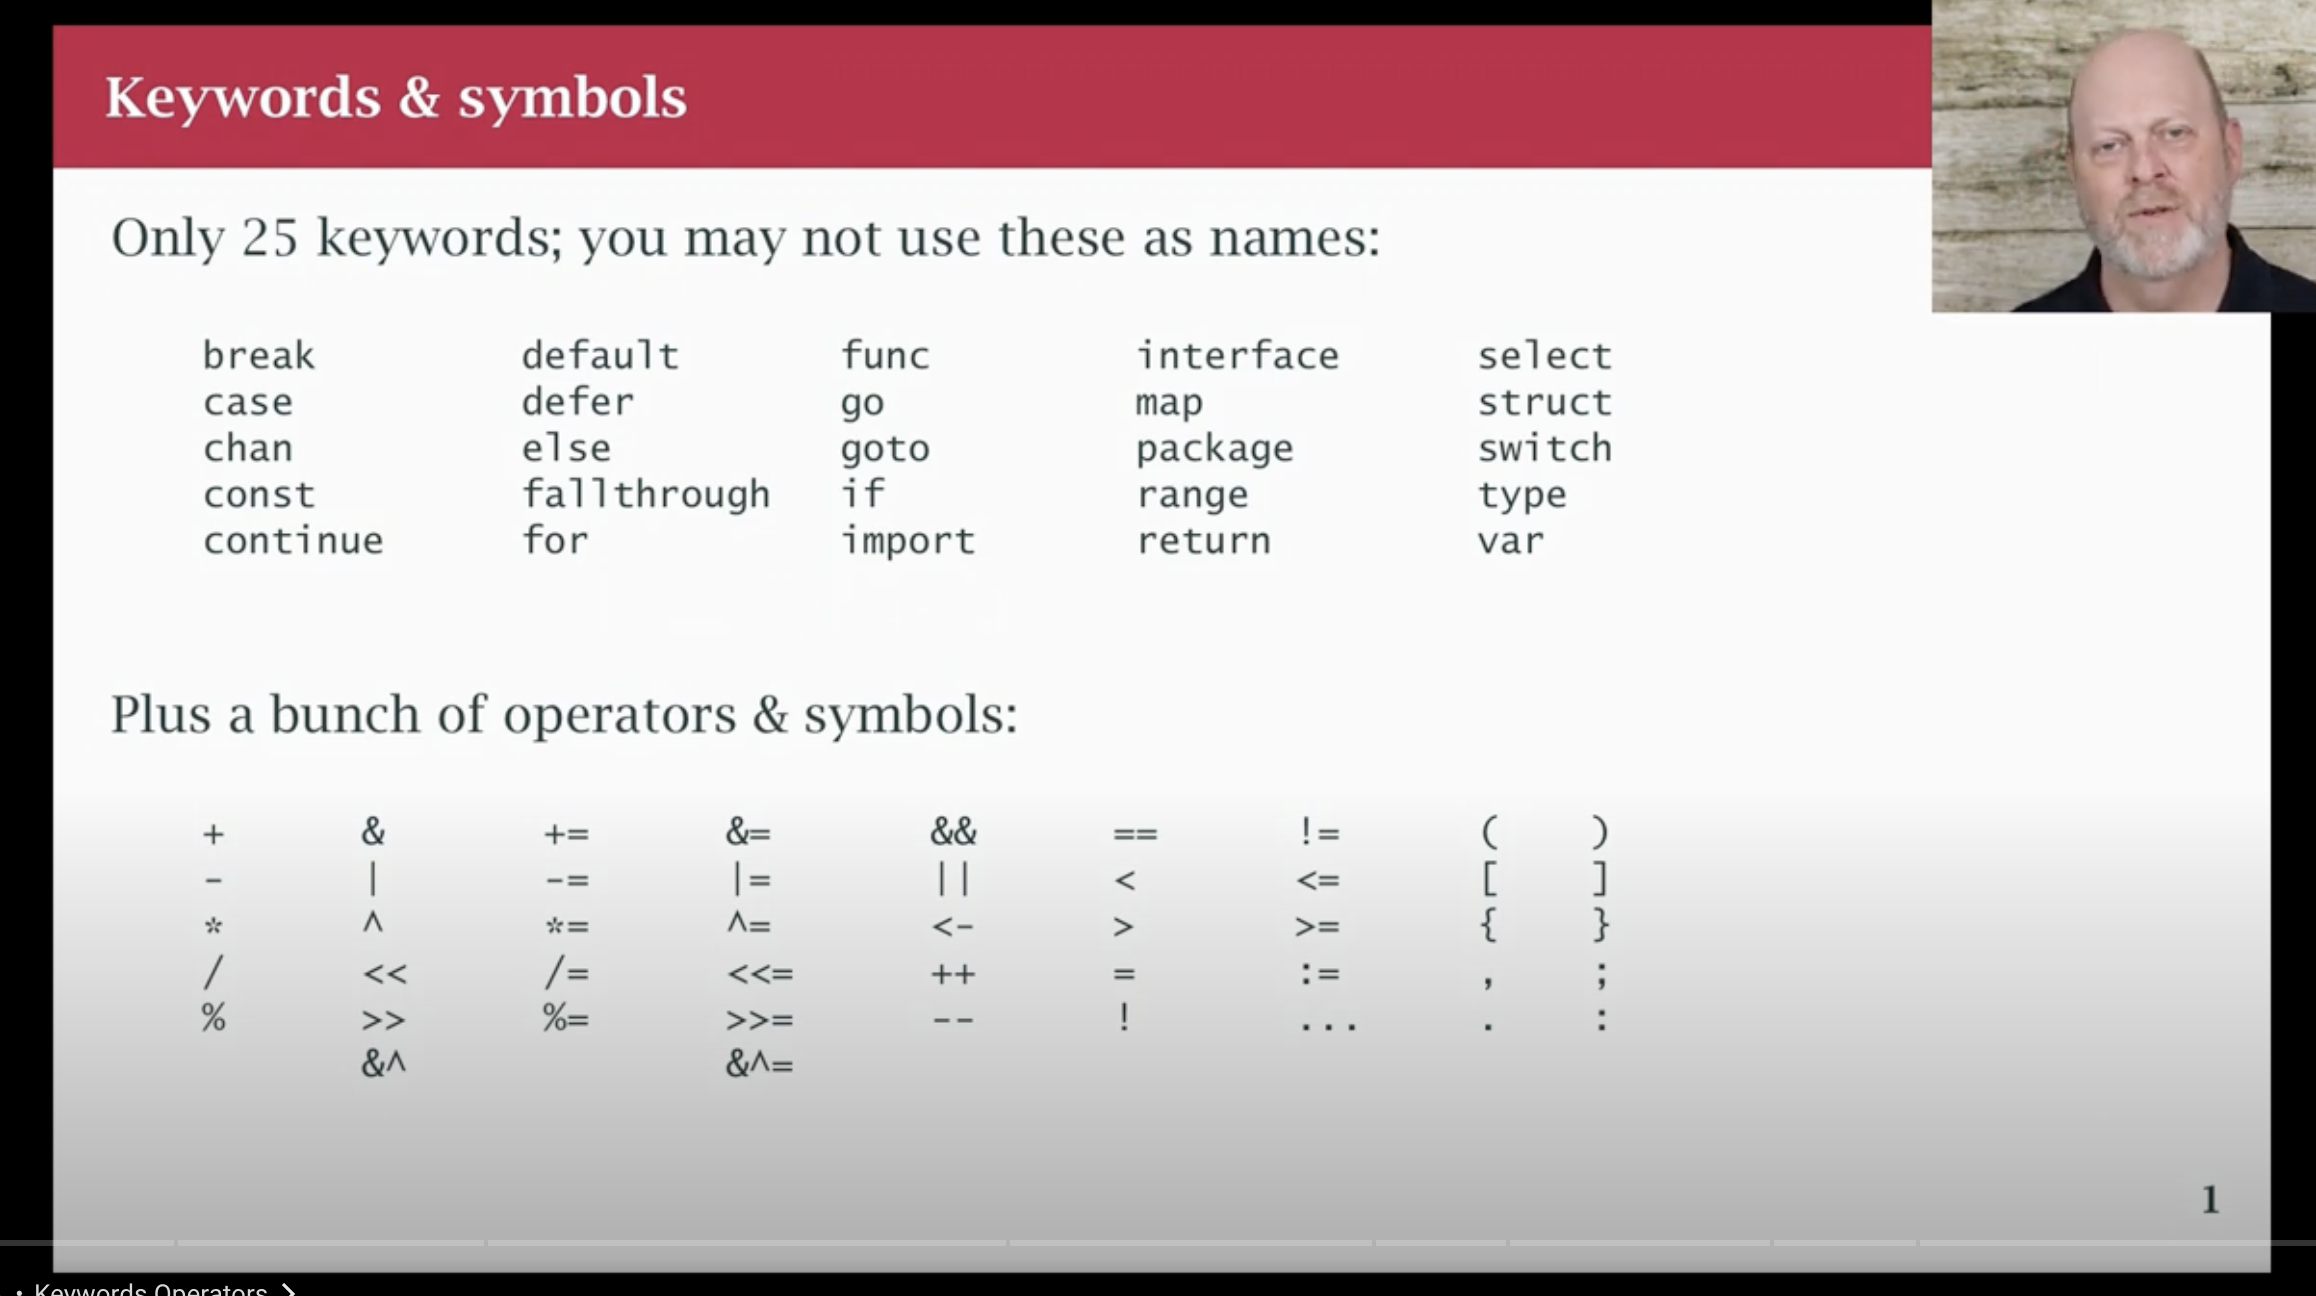 Keywords & symbols
Only 25 keywords; you may not use these as names:
break default func interface select
case defer go map struct
chan else goto package switch
const fallthrough if range type
continue for import return var
Plus a bunch of operators & symbols:
+ & += &= && == != ( )
- | -= |= || < <= [ ]
* ^ *= ^= <- > >= { }
/ << /= <<= ++ = := , ;
% >> %= >>= -- ! ... . :
&^ &^=
1
• Keywords Operators >